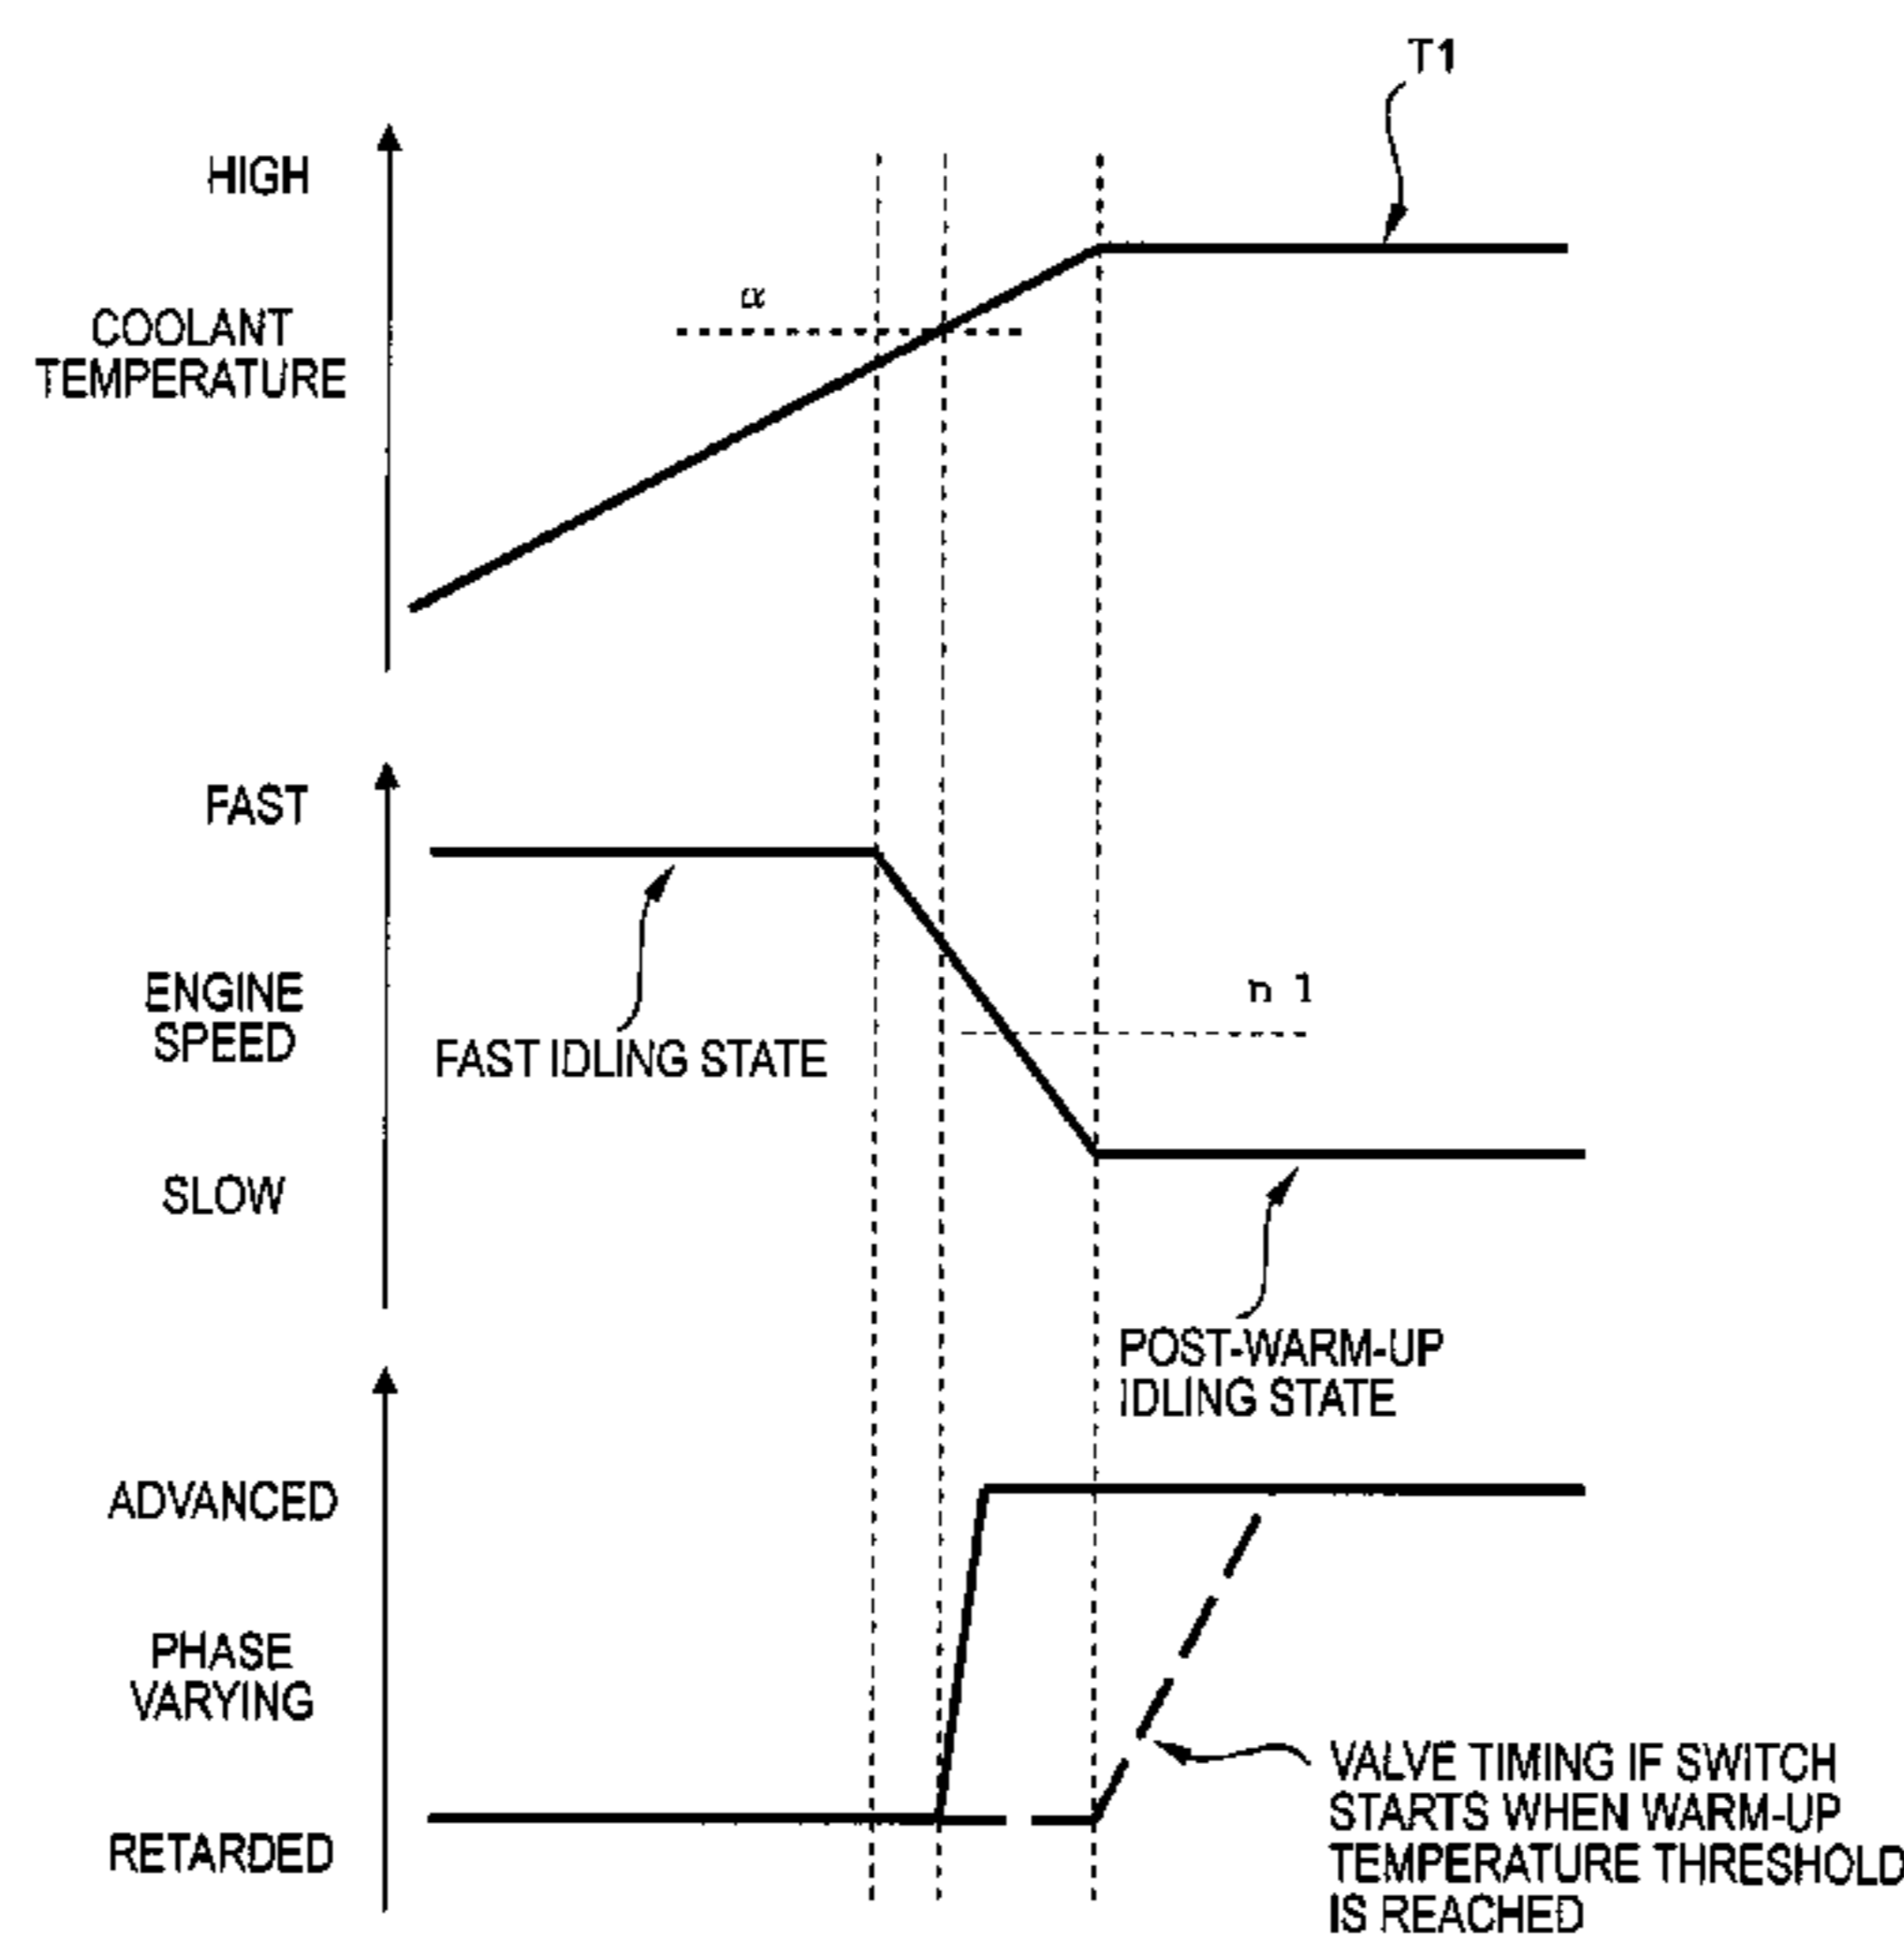 T1
HIGH
α
COOLANT
TEMPERATURE
FAST
ENGINE
SPEED
n 1
FAST IDLING STATE
SLOW
POST-WARM-UP
IDLING STATE
ADVANCED
PHASE
VARYING
VALVE TIMING IF SWITCH
STARTS WHEN WARM-UP
TEMPERATURE THRESHOLD
IS REACHED
RETARDED